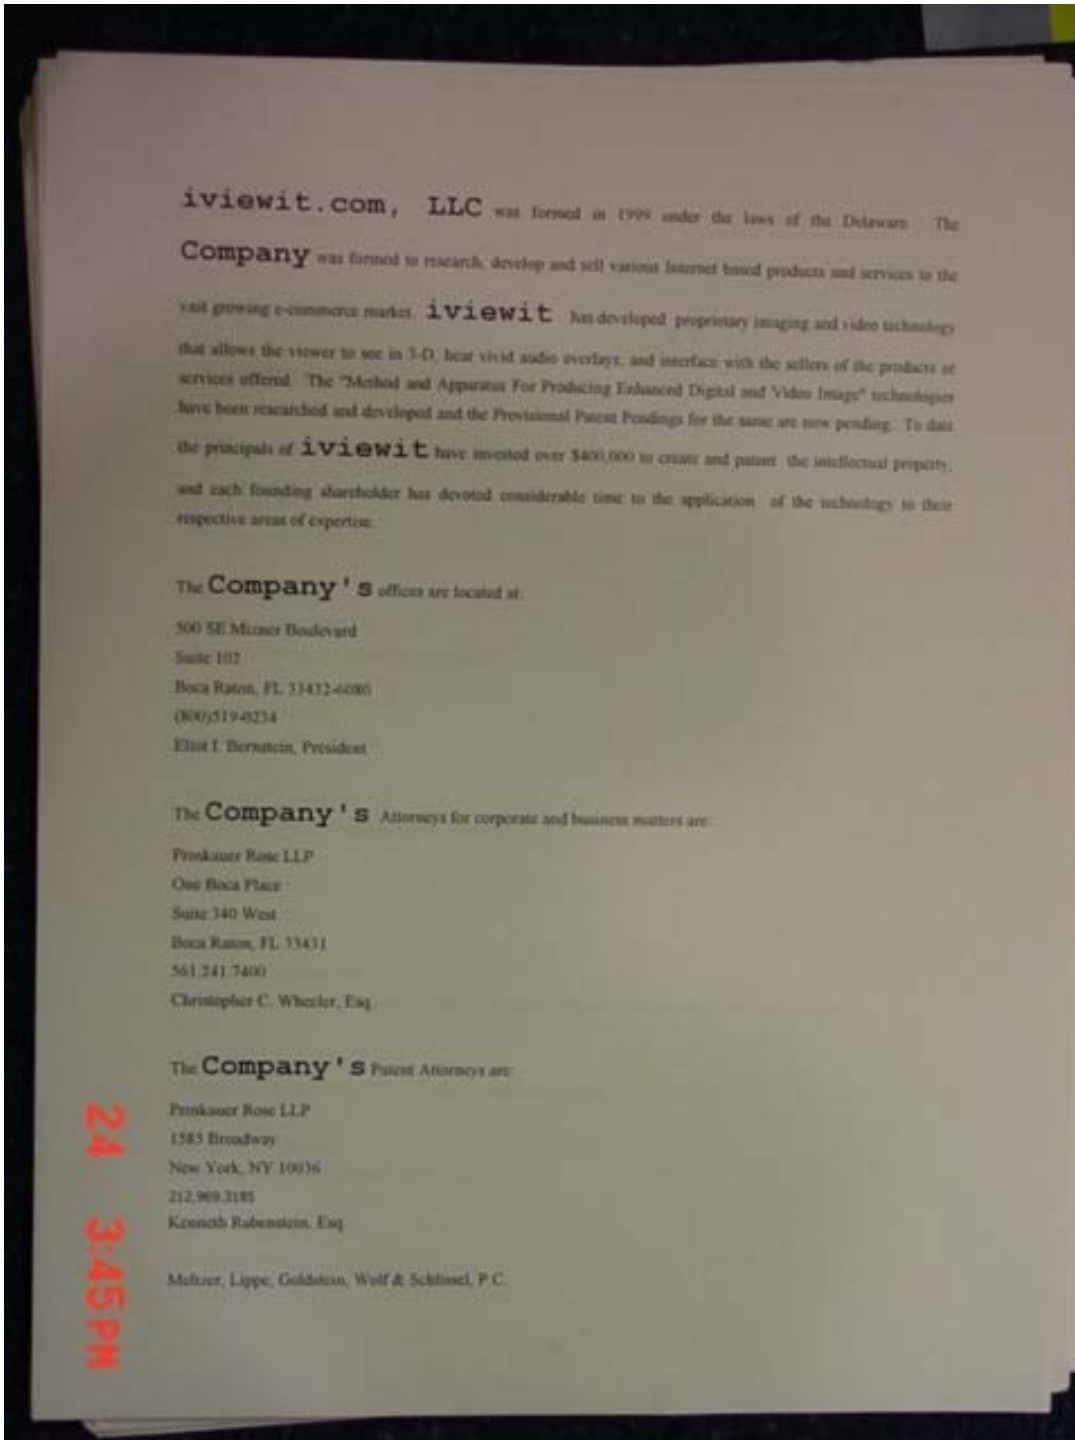 iviewit.com, LLC was formed in 1999 under the laws of the Delaware. The
Company was formed to research, develop and sell various Internet based products and services to the
vast growing e-commerce market. iviewit has developed proprietary imaging and video technology
that allows the viewer to see in 3-D, hear vivid audio overlays, and interface with the sellers of the products or
services offered. The "Method and Apparatus For Producing Enhanced Digital and Video Image" technologies
have been researched and developed and the Provisional Patent Pendings for the same are now pending. To date
the principals of iviewit have invested over $400,000 to create and patent the intellectual property,
and each founding shareholder has devoted considerable time to the application of the technology to their
respective areas of expertise.
The Company's offices are located at:
500 SE Mizner Boulevard
Suite 102
Boca Raton, FL 33432-6080
(800)519-0234
Eliot I. Bernstein, President
The Company's Attorneys for corporate and business matters are:
Proskauer Rose LLP
One Boca Place
Suite 340 West
Boca Raton, FL 33431
561.241.7400
Christopher C. Wheeler, Esq.
The Company's Patent Attorneys are:
Proskauer Rose LLP
1585 Broadway
New York, NY 10036
212.969.3185
Kenneth Rubenstein, Esq.
Meltzer, Lippe, Goldstein, Wolf & Schlissel, P.C.
24 3:45PM